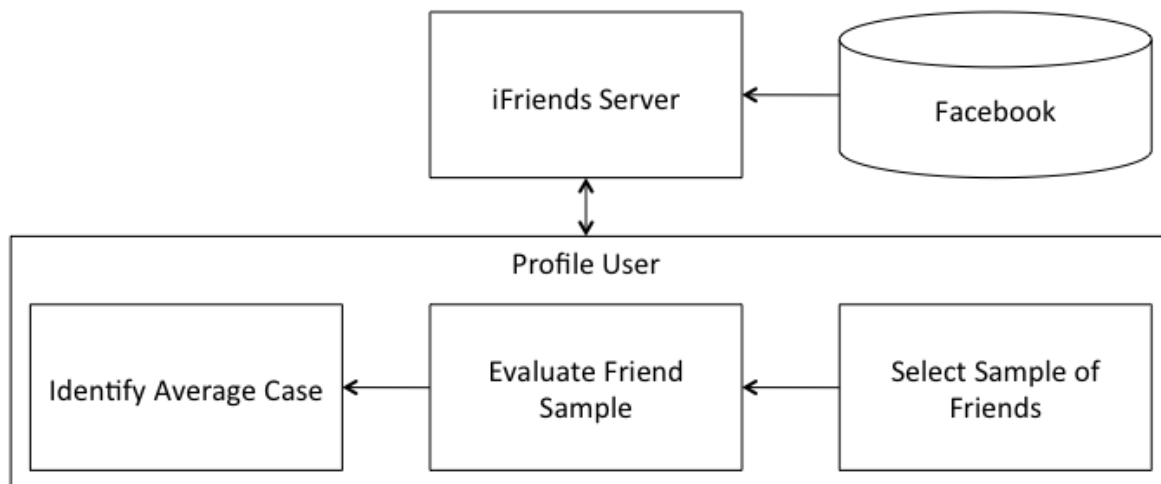 iFriends Server
Facebook
Profile User
Identify Average Case
Evaluate Friend
Sample
Select Sample of
Friends